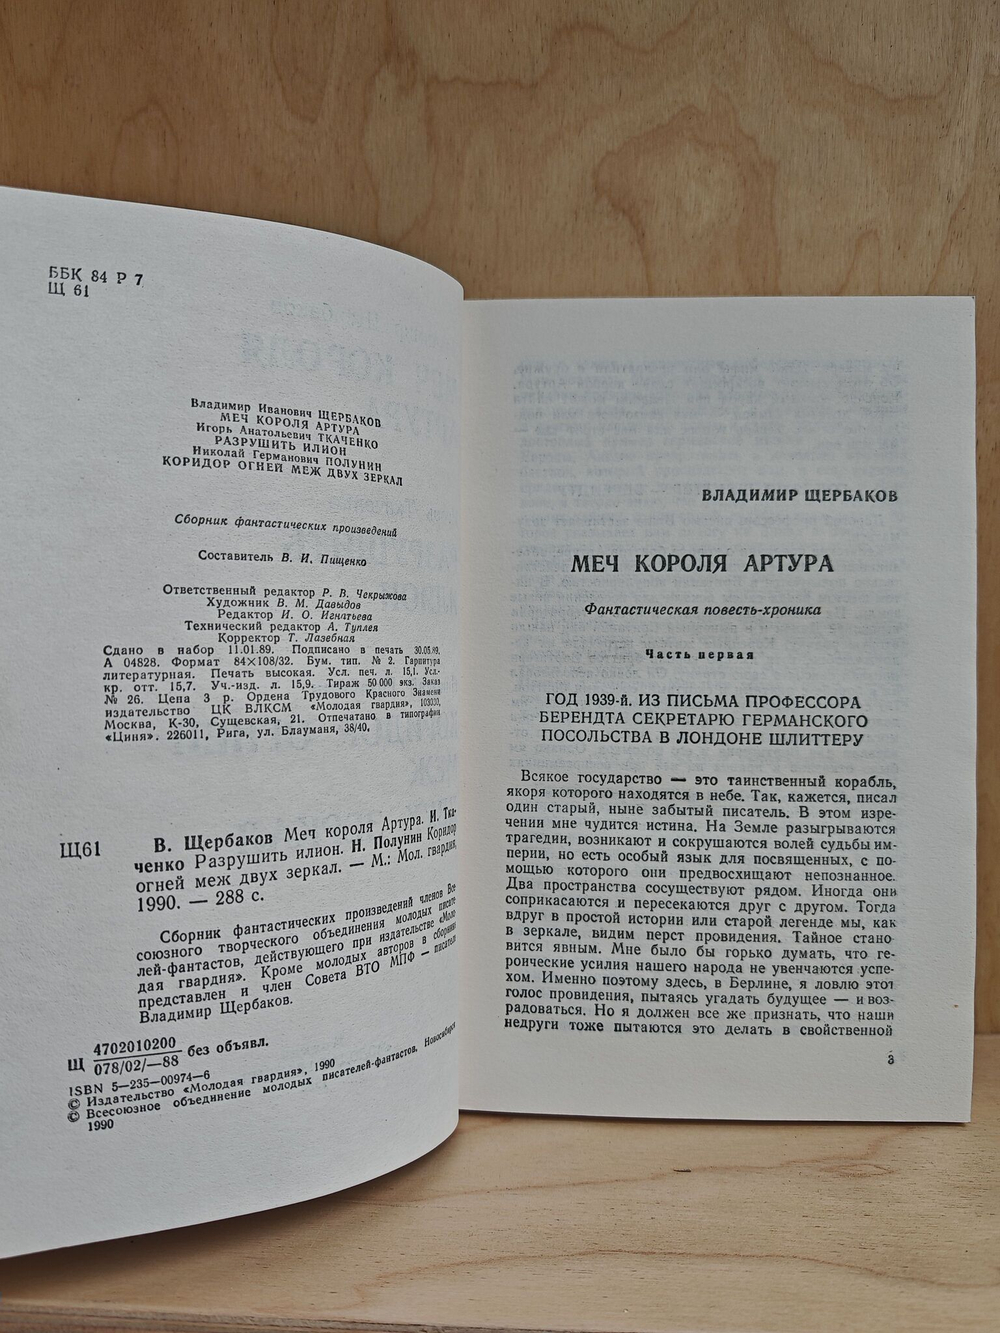 ББК 84 Р 7
Щ 61
Владимир Иванович ЩЕРБАКОВ
МЕЧ КОРОЛЯ АРТУРА
Игорь Анатольевич ТКАЧЕНКО
РАЗРУШИТЬ ИЛИОН
Николай Германович ПОЛУНИН
КОРИДОР ОГНЕЙ МЕЖ ДВУХ ЗЕРКАЛ
Сборник фантастических произведений
Составитель В. И. Пищенко
Ответственный редактор Р. В. Чекрыжова
Художник В. М. Давыдов
Редактор И. О. Игнатьева
Технический редактор А. Туплея
Корректор Т. Лазебная
Сдано в набор 11.01.89. Подписано в печать 30.05.89.
А 04828. Формат 84×108/32. Бум. тип. № 2. Гарнитура
литературная. Печать высокая. Усл. печ. л. 15,1. Усл.-
кр. отт. 15,7. Уч.-изд. л. 15,9. Тираж 50 000 экз. Заказ
№ 26. Цена 3 р. Ордена Трудового Красного Знамени
издательство ЦК ВЛКСМ «Молодая гвардия», 103030,
Москва, К-30, Сущевская, 21. Отпечатано в типографии
«Циня». 226011, Рига, ул. Блауманя, 38/40.
Щ61
В. Щербаков Меч короля Артура. И. Тка-
ченко Разрушить илион. Н. Полунин Коридор
огней меж двух зеркал. — М.: Мол. гвардия,
1990. — 288 с.
Сборник фантастических произведений членов Все-
союзного творческого объединения молодых писате-
лей-фантастов, действующего при издательстве «Моло-
дая гвардия». Кроме молодых авторов в сборнике
представлен и член Совета ВТО МПФ — писатель
Владимир Щербаков.
Щ 4702010200
078/02/—88 без объявл.
ISBN 5—235—00974—6
© Издательство «Молодая гвардия», 1990
© Всесоюзное объединение молодых писателей-фантастов, Новосибирск
1990
ВЛАДИМИР ЩЕРБАКОВ
МЕЧ КОРОЛЯ АРТУРА
Фантастическая повесть-хроника
Часть первая
ГОД 1939-й. ИЗ ПИСЬМА ПРОФЕССОРА
БЕРЕНДТА СЕКРЕТАРЮ ГЕРМАНСКОГО
ПОСОЛЬСТВА В ЛОНДОНЕ ШЛИТТЕРУ
Всякое государство — это таинственный корабль,
якоря которого находятся в небе. Так, кажется, писал
один старый, ныне забытый писатель. В этом изре-
чении мне чудится истина. На Земле разыгрываются
трагедии, возникают и сокрушаются волей судьбы им-
перии, но есть особый язык для посвященных, с по-
мощью которого они предвосхищают непознанное.
Два пространства сосуществуют рядом. Иногда они
соприкасаются и пересекаются друг с другом. Тогда
вдруг в простой истории или старой легенде мы, как
в зеркале, видим перст провидения. Тайное стано
вится явным. Мне было бы горько думать, что ге-
роические усилия нашего народа не увенчаются успе-
хом. Именно поэтому здесь, в Берлине, я ловлю этот
голос провидения, пытаясь угадать будущее — и воз-
радоваться. Но я должен все же признать, что наши
недруги тоже пытаются это делать в свойственной
3